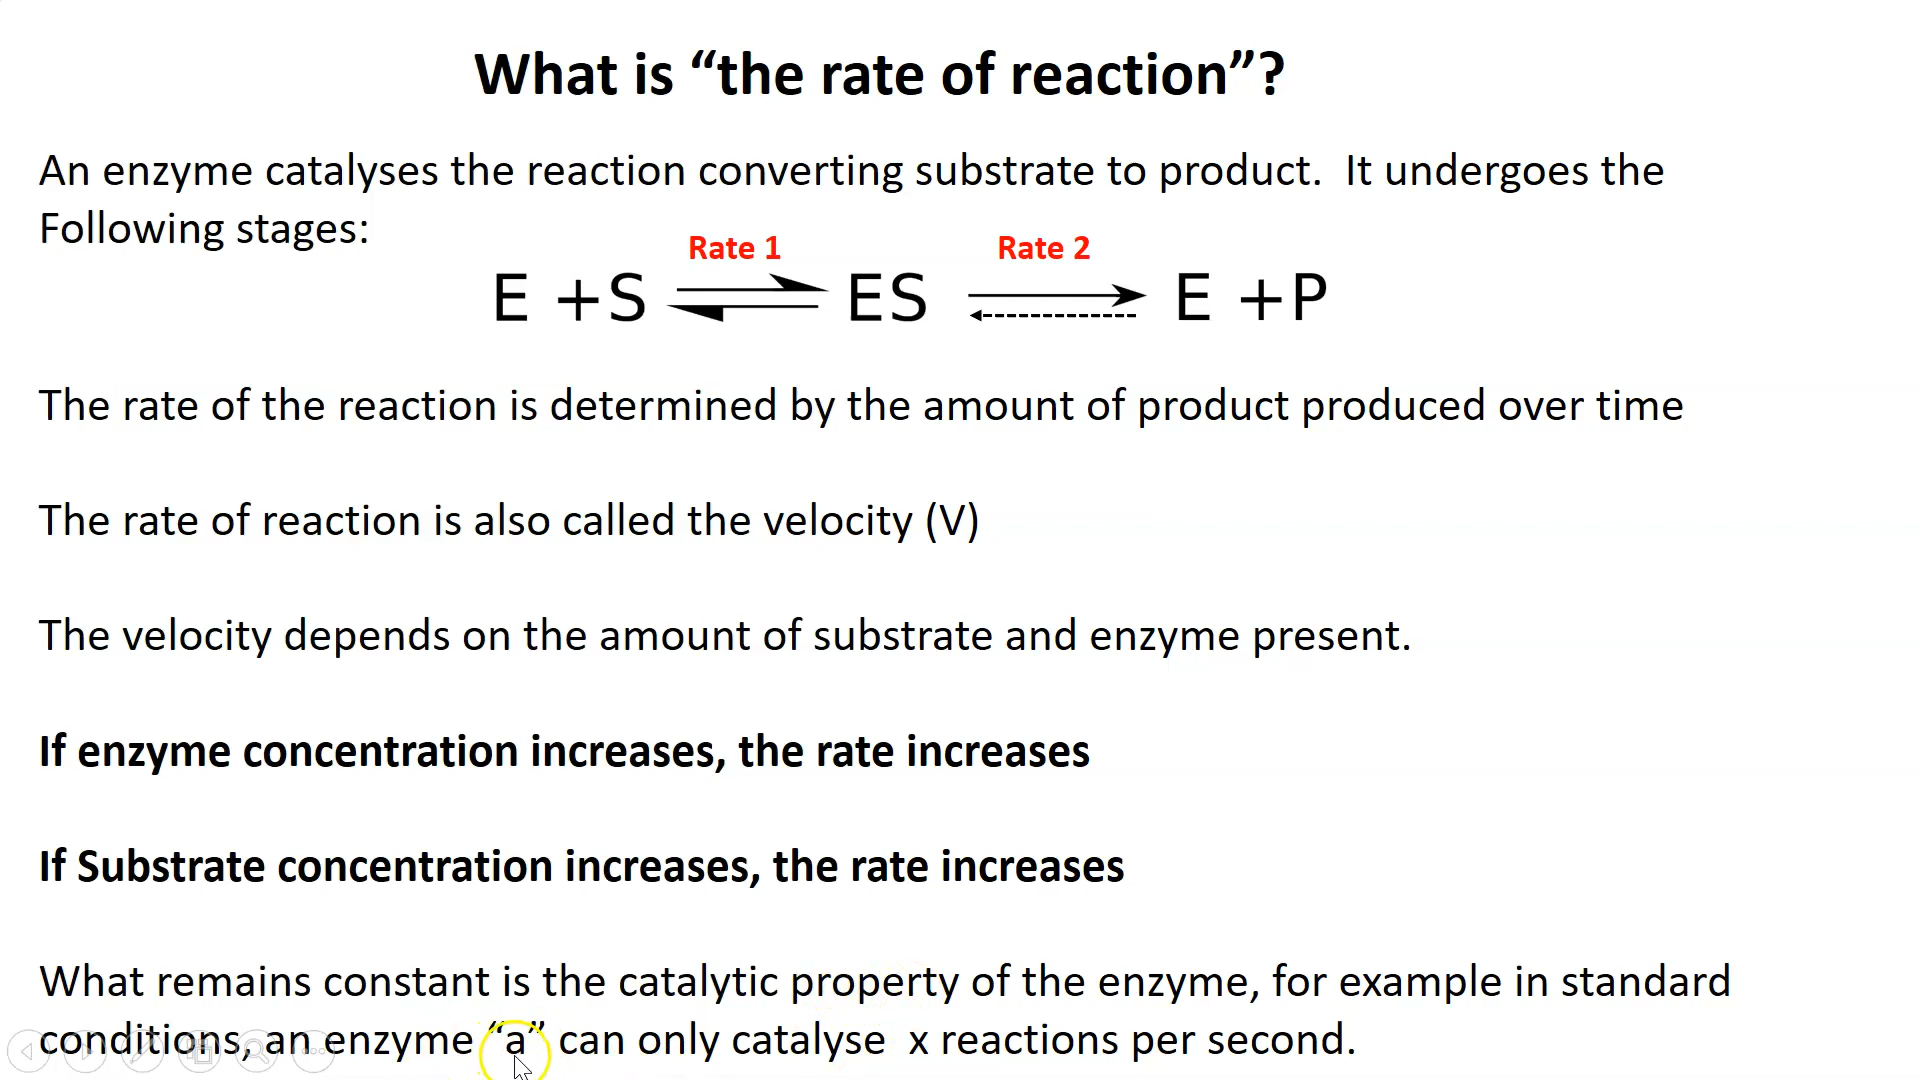 What is “the rate of reaction”?
An enzyme catalyses the reaction converting substrate to product.  It undergoes the
Following stages:
Rate 1 Rate 2
E +S ⇌ ES → E +P
The rate of the reaction is determined by the amount of product produced over time
The rate of reaction is also called the velocity (V)
The velocity depends on the amount of substrate and enzyme present.
If enzyme concentration increases, the rate increases
If Substrate concentration increases, the rate increases
What remains constant is the catalytic property of the enzyme, for example in standard
conditions, an enzyme “a” can only catalyse  x reactions per second.